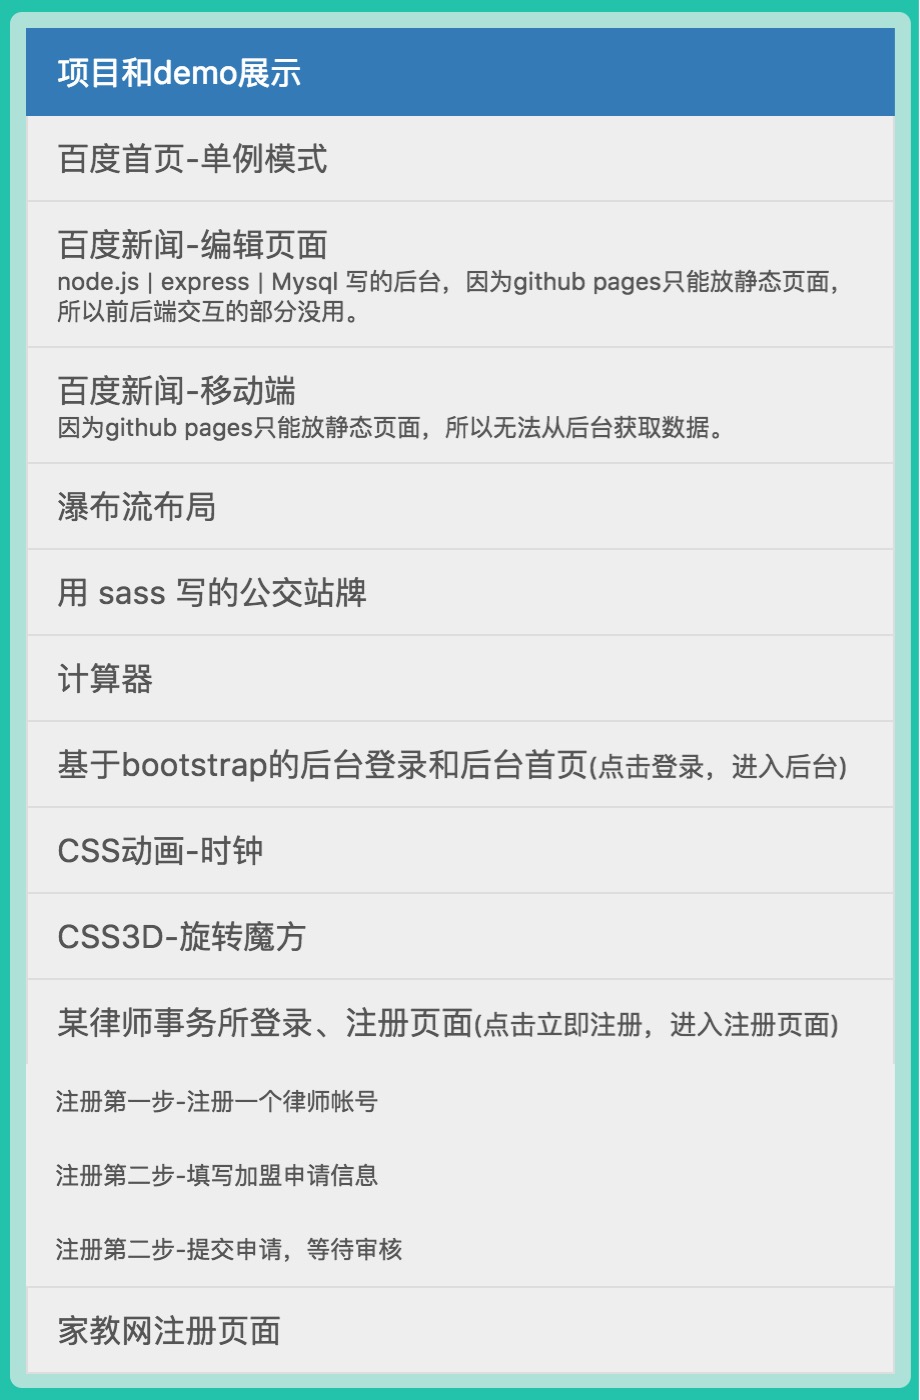 项目和demo展示
百度首页-单例模式
百度新闻-编辑页面
node.js | express | Mysql 写的后台，因为github pages只能放静态页面，
所以前后端交互的部分没用。
百度新闻-移动端
因为github pages只能放静态页面，所以无法从后台获取数据。
瀑布流布局
用 sass 写的公交站牌
计算器
基于bootstrap的后台登录和后台首页(点击登录，进入后台)
CSS动画-时钟
CSS3D-旋转魔方
某律师事务所登录、注册页面(点击立即注册，进入注册页面)
注册第一步-注册一个律师帐号
注册第二步-填写加盟申请信息
注册第二步-提交申请，等待审核
家教网注册页面